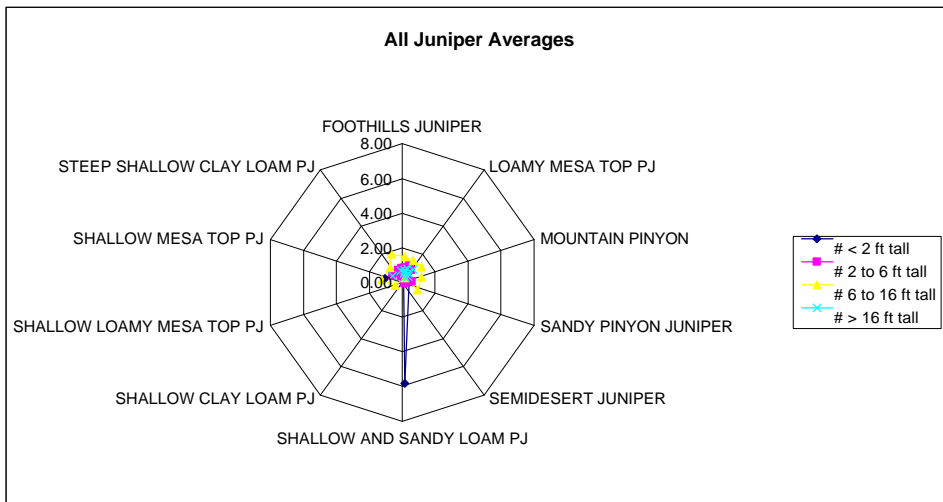 All Juniper Averages
FOOTHILLS JUNIPER
8.00
STEEP SHALLOW CLAY LOAM PJ
LOAMY MESA TOP PJ
6.00
4.00
SHALLOW MESA TOP PJ
MOUNTAIN PINYON
2.00
0.00
SHALLOW LOAMY MESA TOP PJ
SANDY PINYON JUNIPER
SHALLOW CLAY LOAM PJ
SEMIDESERT JUNIPER
SHALLOW AND SANDY LOAM PJ
# < 2 ft tall
# 2 to 6 ft tall
# 6 to 16 ft tall
# > 16 ft tall